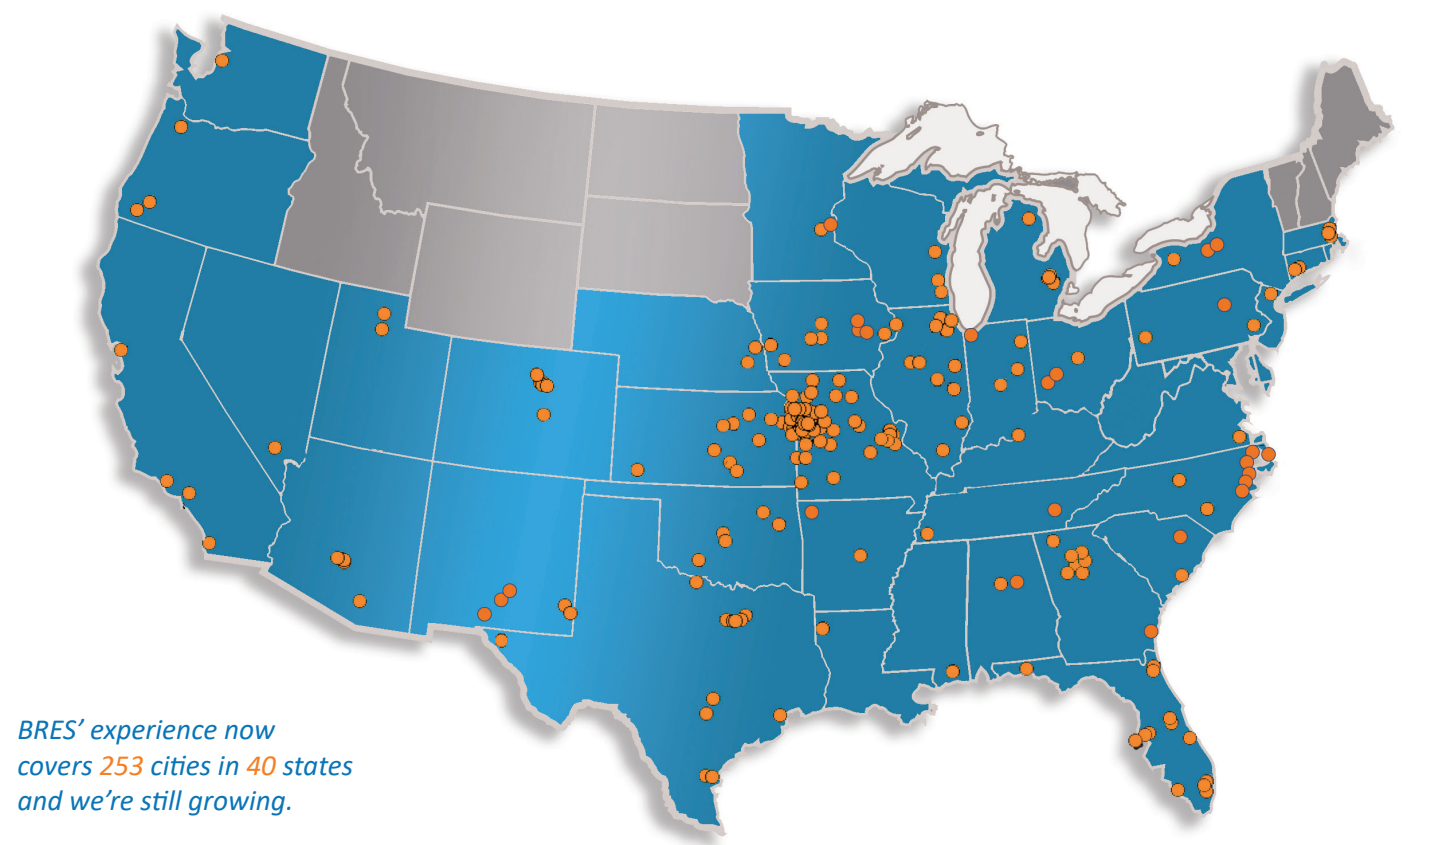 BRES’ experience now
covers 253 cities in 40 states
and we’re still growing.